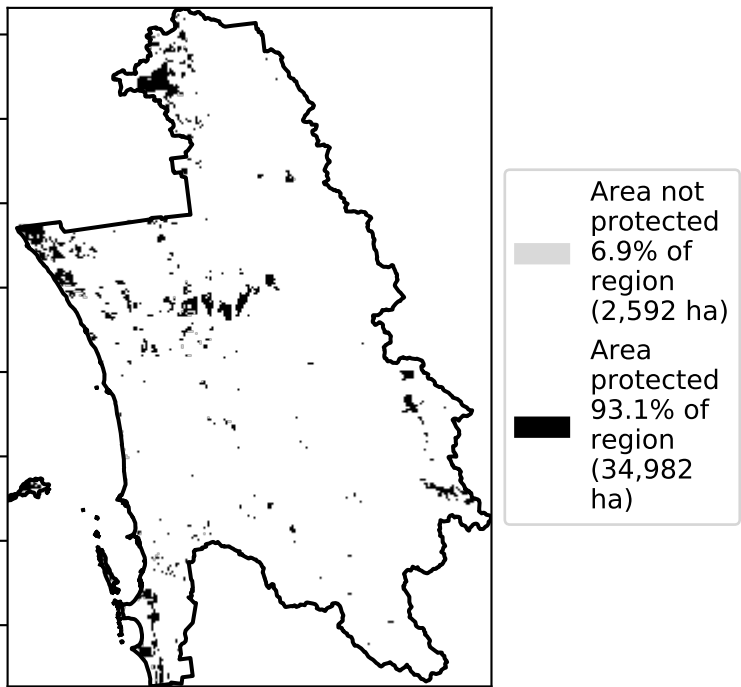 Area not
protected
6.9% of
region
(2,592 ha)
Area
protected
93.1% of
region
(34,982
ha)